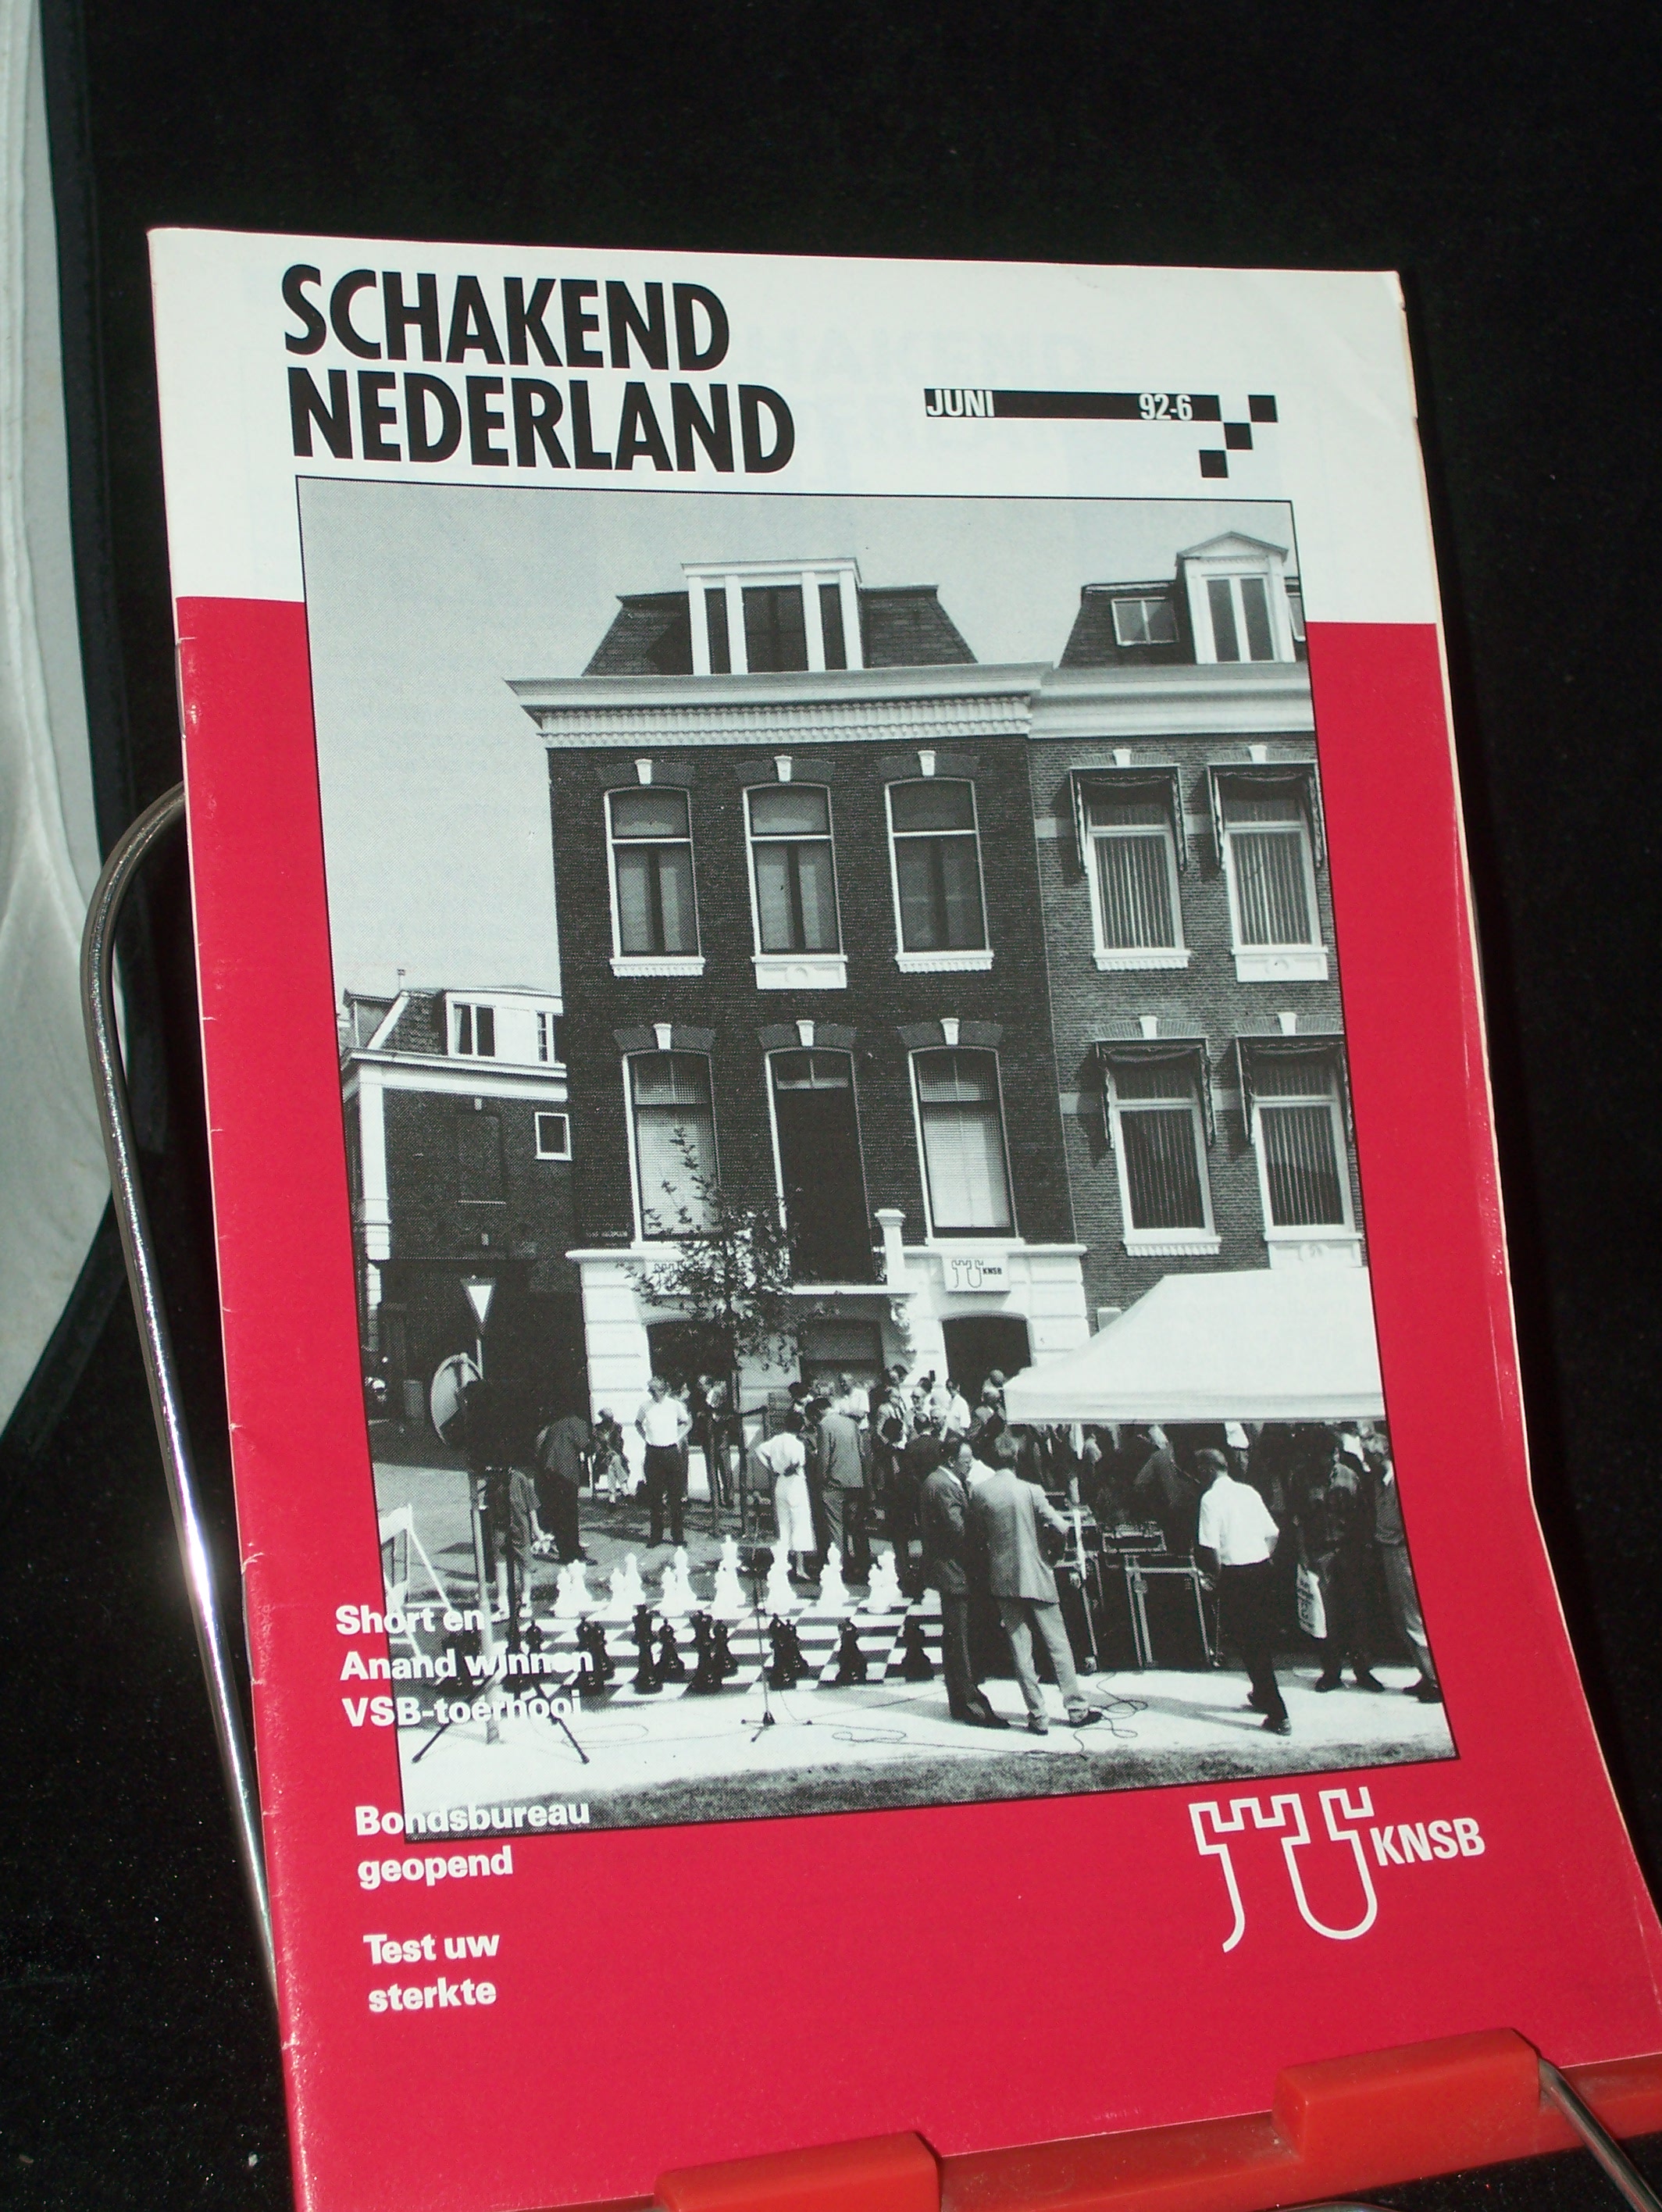 SCHAKEND
NEDERLAND
JUNI 92-6
KNSB
Short en
Anand winnen
VSB-toernooi
Bondsbureau
geopend
Test uw
sterkte
KNSB